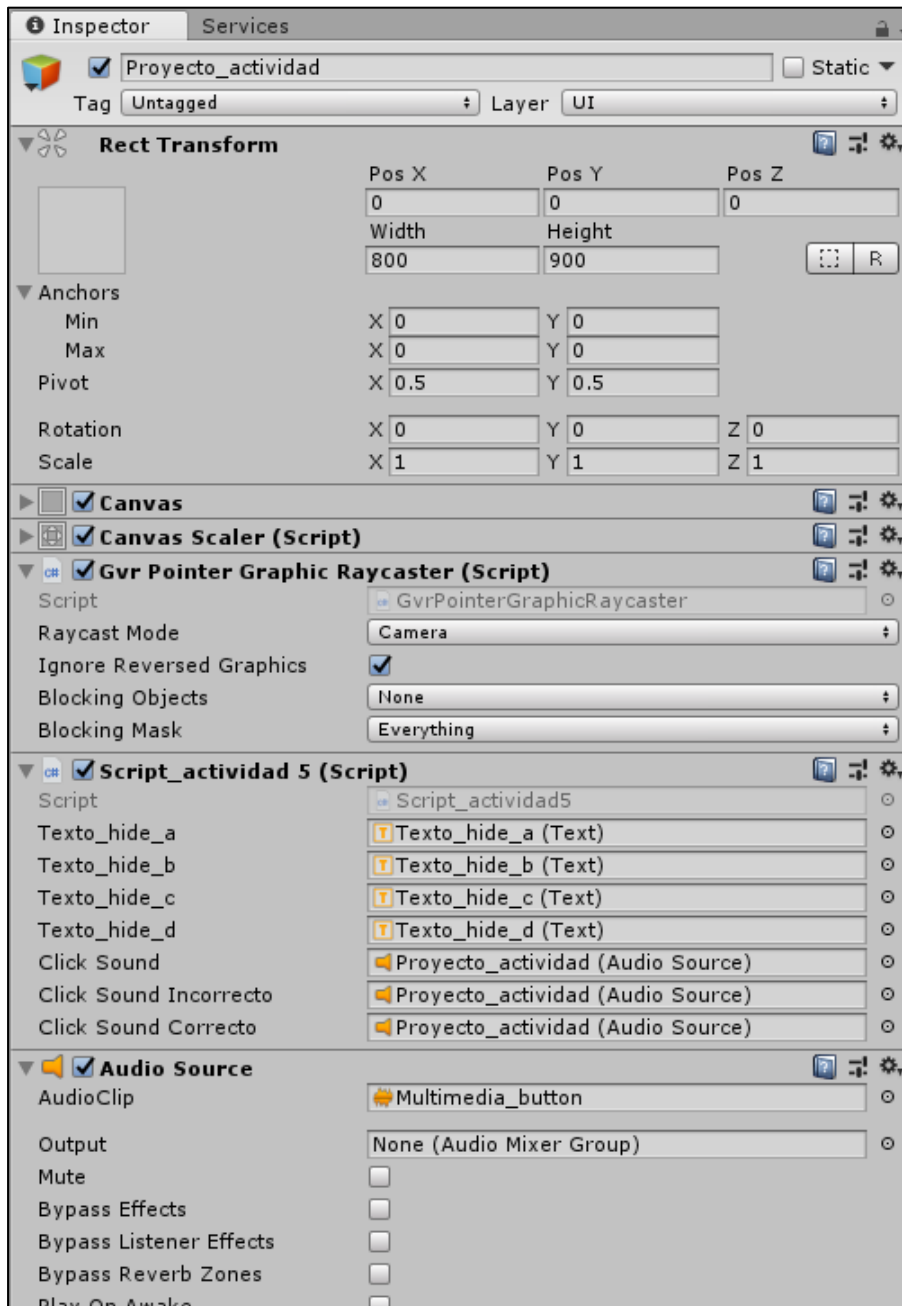 Inspector Services
Proyecto_actividad Static
Tag Untagged Layer UI
Rect Transform
Pos X Pos Y Pos Z
0 0 0
Width Height
800 900 R
Anchors
Min X 0 Y 0
Max X 0 Y 0
Pivot X 0.5 Y 0.5
Rotation X 0 Y 0 Z 0
Scale X 1 Y 1 Z 1
Canvas
Canvas Scaler (Script)
c# Gvr Pointer Graphic Raycaster (Script)
Script GvrPointerGraphicRaycaster
Raycast Mode Camera
Ignore Reversed Graphics
Blocking Objects None
Blocking Mask Everything
c# Script_actividad 5 (Script)
Script Script_actividad5
Texto_hide_a Texto_hide_a (Text)
Texto_hide_b Texto_hide_b (Text)
Texto_hide_c Texto_hide_c (Text)
Texto_hide_d Texto_hide_d (Text)
Click Sound Proyecto_actividad (Audio Source)
Click Sound Incorrecto Proyecto_actividad (Audio Source)
Click Sound Correcto Proyecto_actividad (Audio Source)
Audio Source
AudioClip Multimedia_button
Output None (Audio Mixer Group)
Mute
Bypass Effects
Bypass Listener Effects
Bypass Reverb Zones
Play On Awake